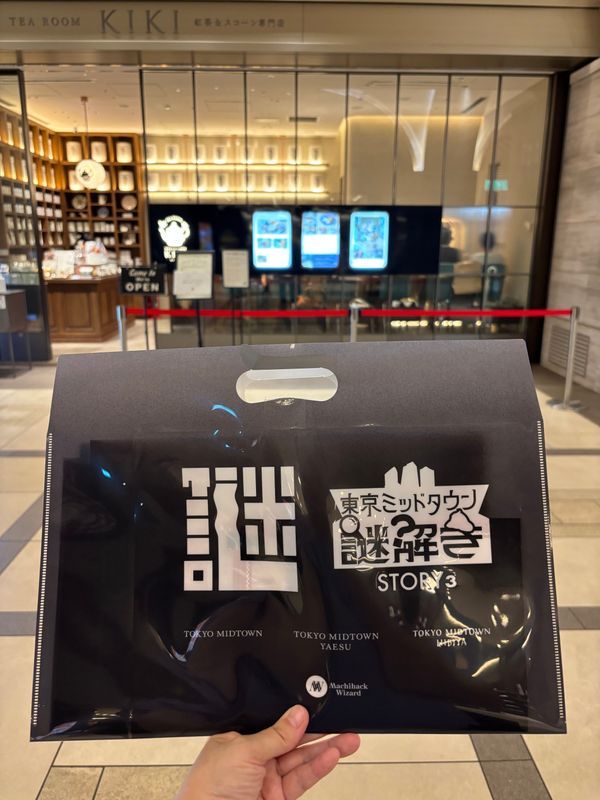 TEA ROOM KIKI 紅茶&スコーン専門店
Come in
We're
OPEN
謎
東京ミッドタウン
謎解き
STORY3
TOKYO MIDTOWN
TOKYO MIDTOWN
YAESU
TOKYO MIDTOWN
HIBIYA
Machihack
Wizard